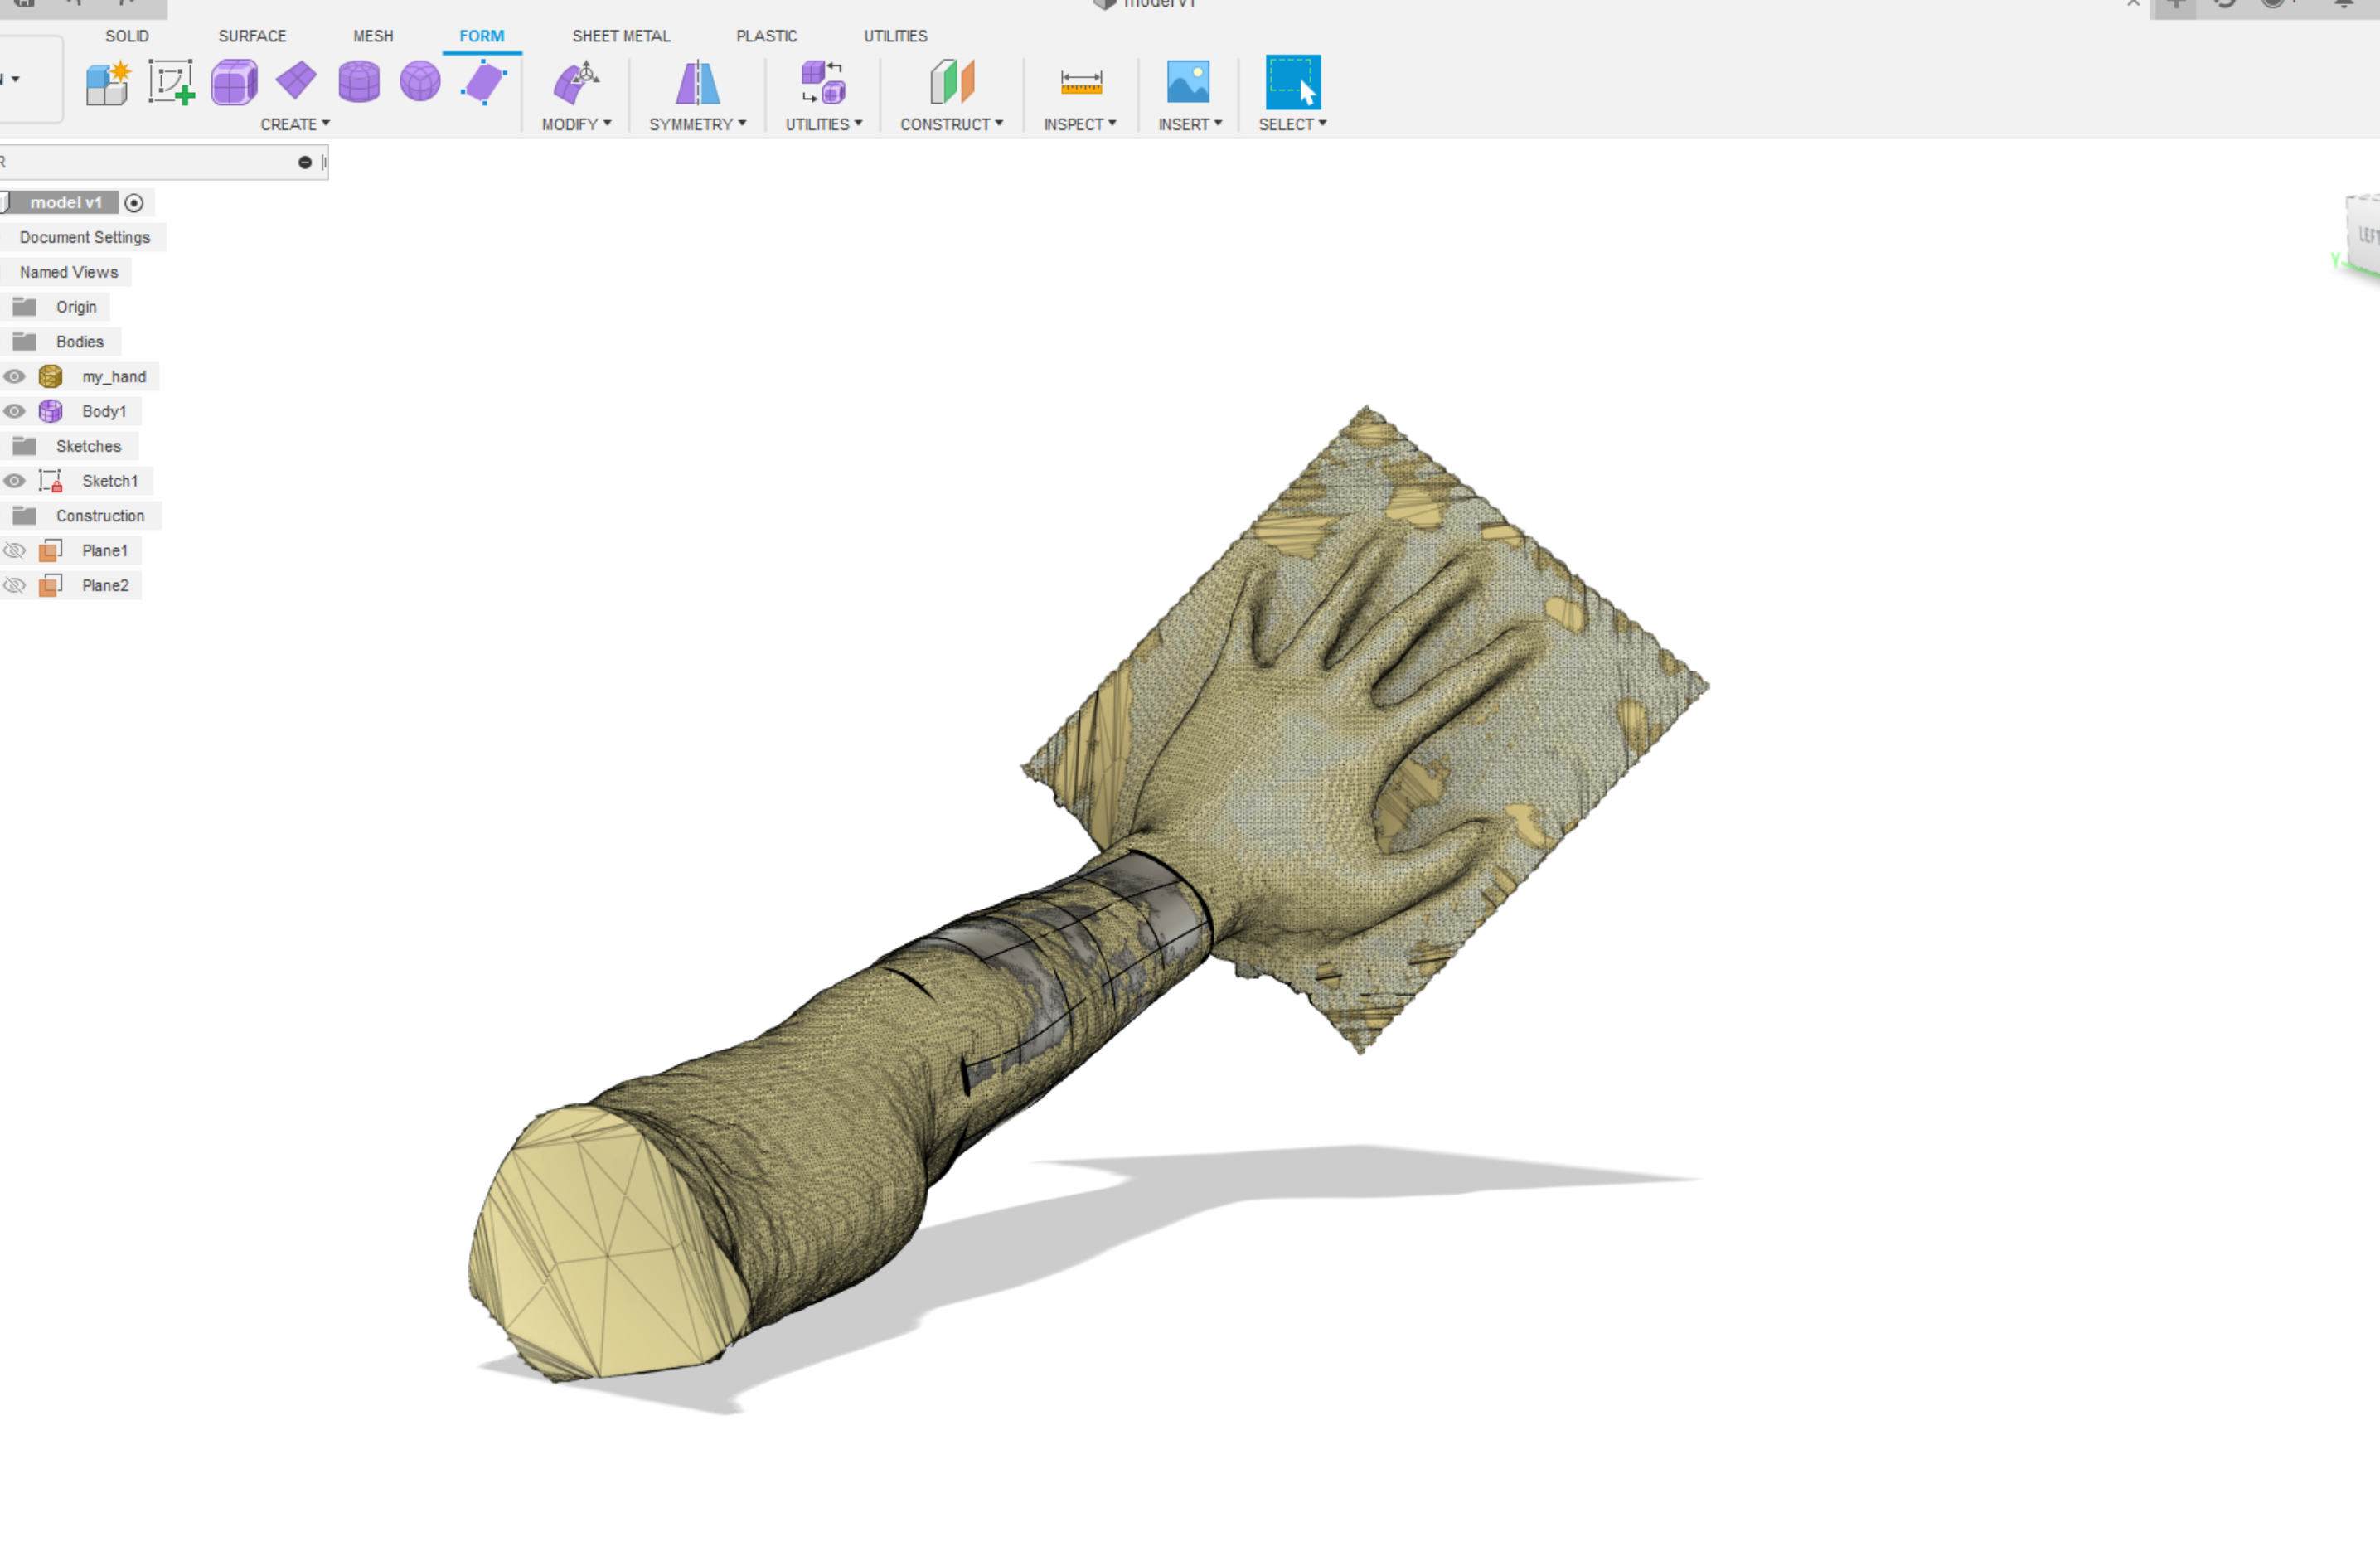 model v1
SOLID SURFACE MESH FORM SHEET METAL PLASTIC UTILITIES
CREATE MODIFY SYMMETRY UTILITIES CONSTRUCT INSPECT INSERT SELECT
model v1
Document Settings
Named Views
Origin
Bodies
my_hand
Body1
Sketches
Sketch1
Construction
Plane1
Plane2
LEFT
Y